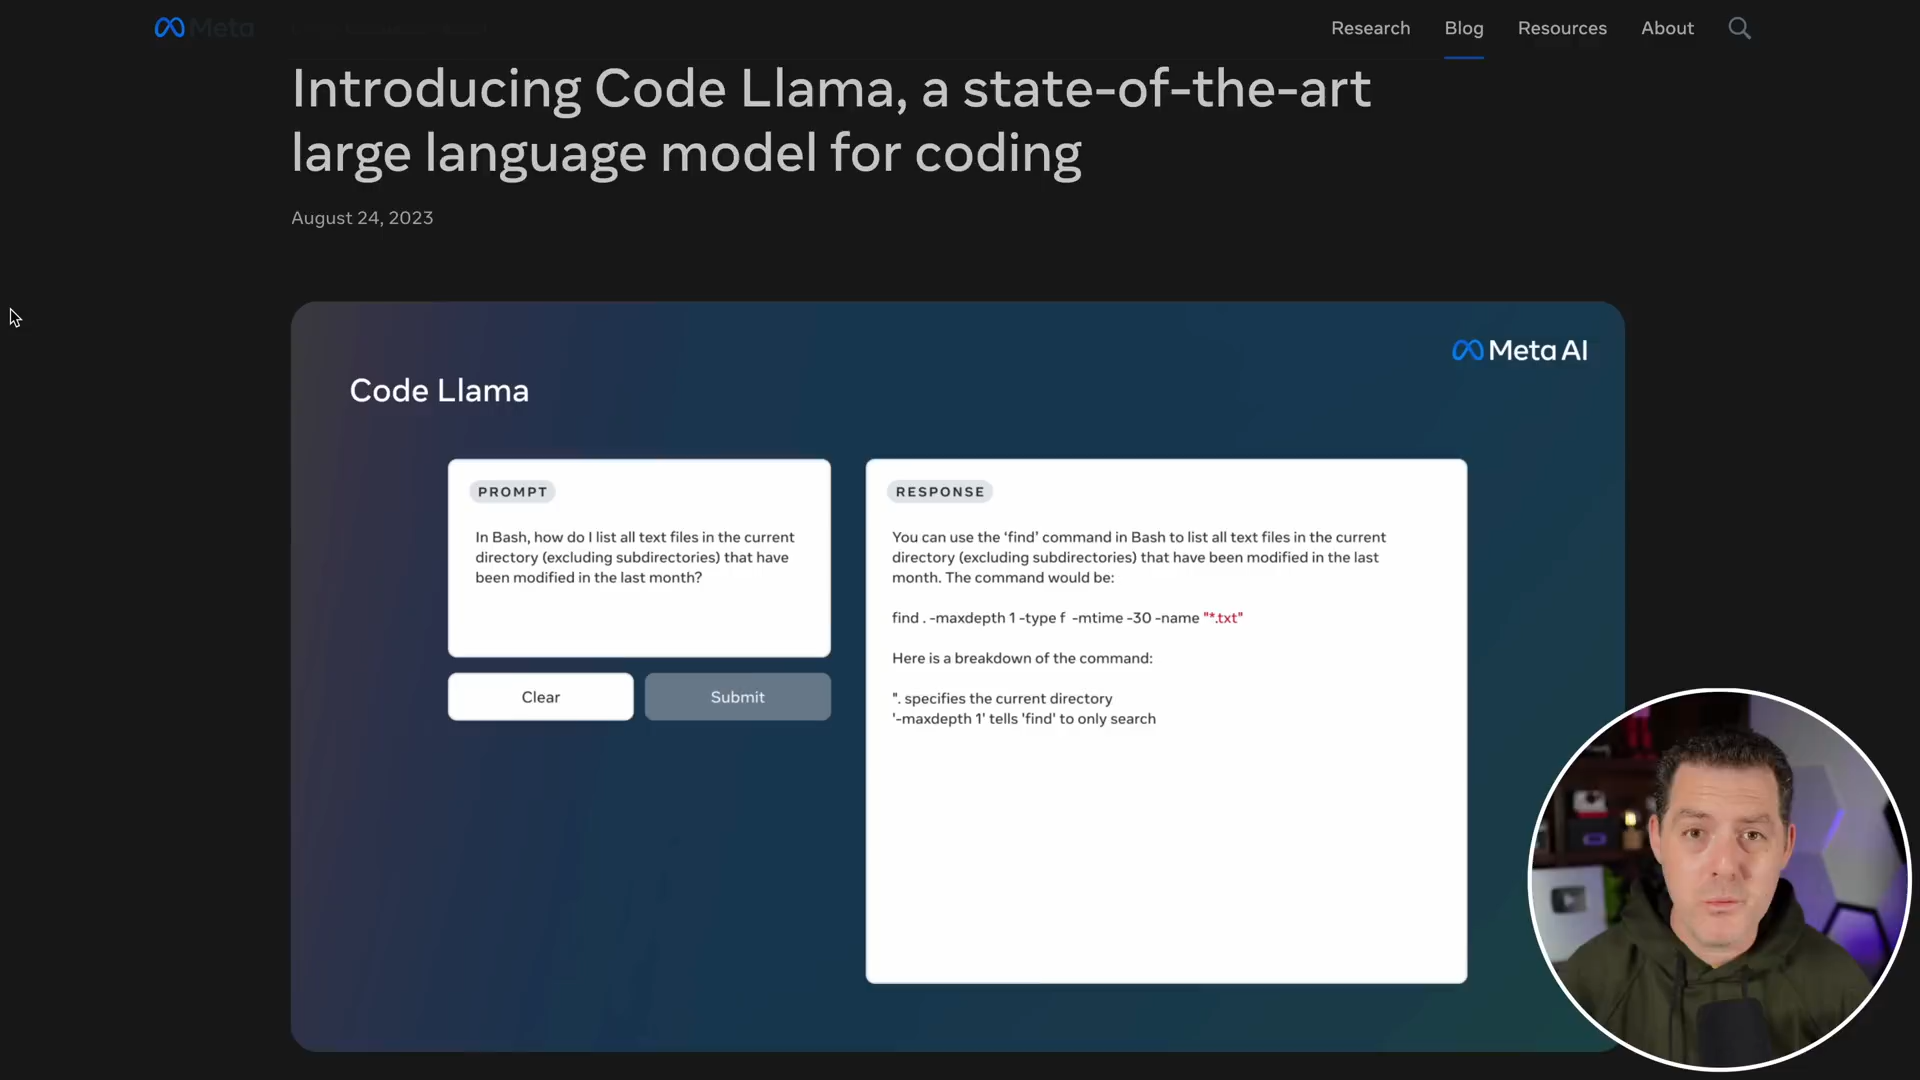 Meta
Research
Blog
Resources
About
Introducing Code Llama, a state-of-the-art
large language model for coding
August 24, 2023
Meta AI
Code Llama
PROMPT
In Bash, how do I list all text files in the current
directory (excluding subdirectories) that have
been modified in the last month?
Clear
Submit
RESPONSE
You can use the ‘find’ command in Bash to list all text files in the current
directory (excluding subdirectories) that have been modified in the last
month. The command would be:
find . -maxdepth 1 -type f  -mtime -30 -name "*.txt"
Here is a breakdown of the command:
". specifies the current directory
'-maxdepth 1' tells 'find' to only search